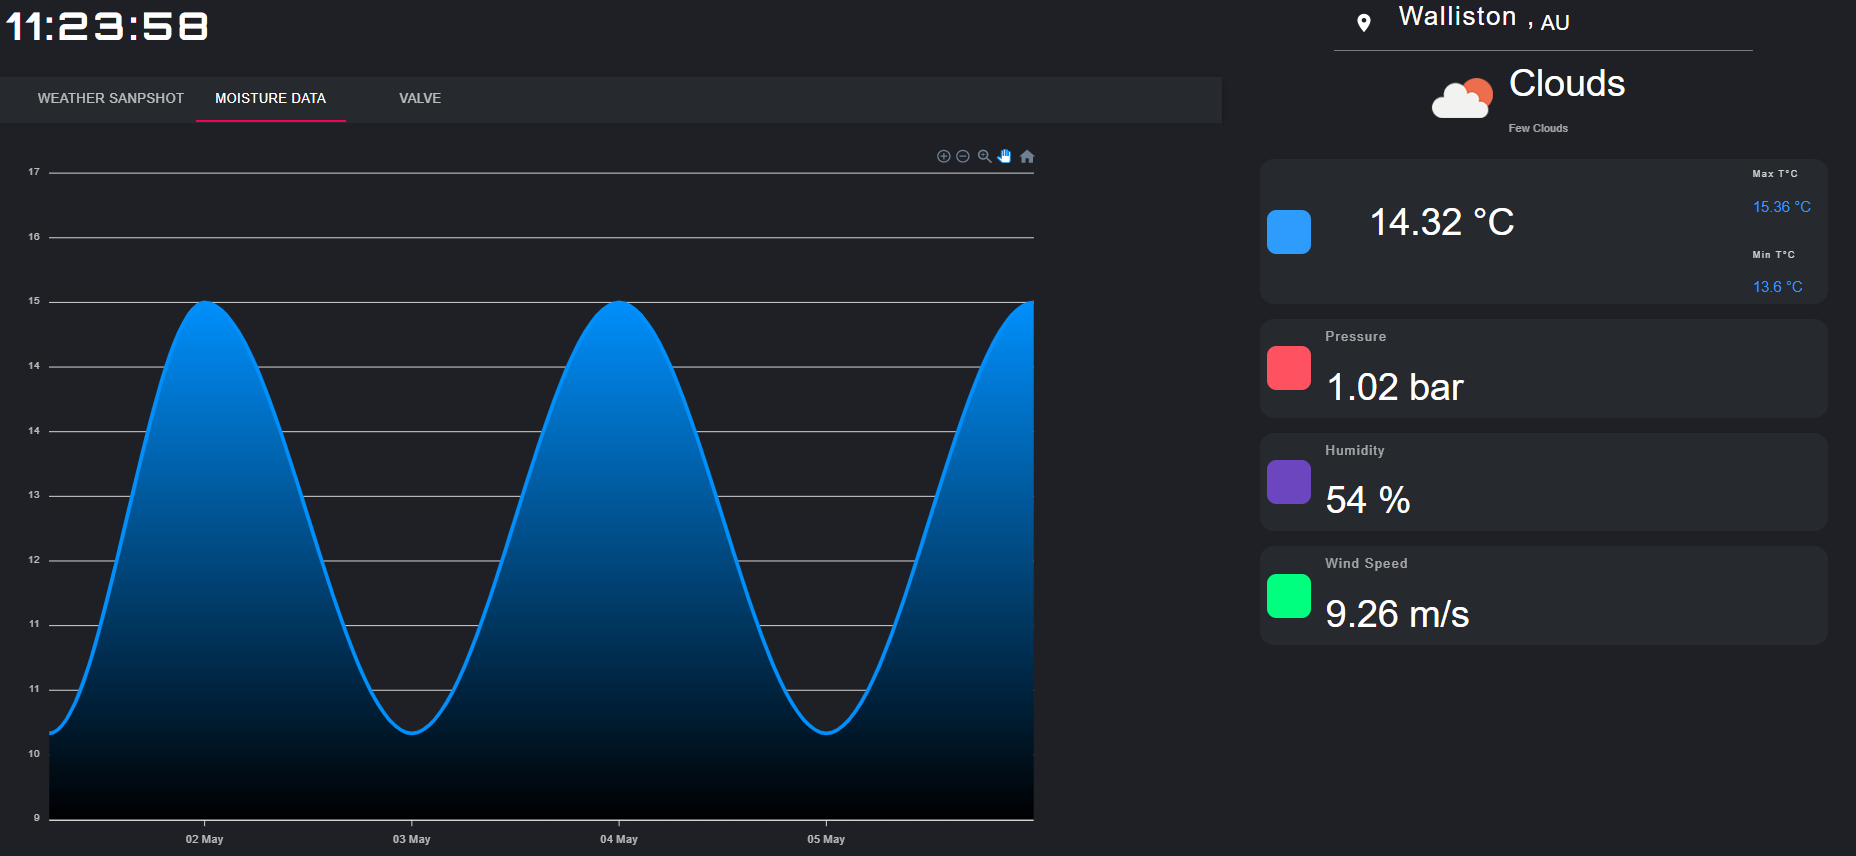 11:23:58
WEATHER SANPSHOT
MOISTURE DATA
VALVE
17
16
15
14
14
13
12
11
11
10
9
02 May
03 May
04 May
05 May
Walliston , AU
Clouds
Few Clouds
14.32 °C
Max T°C
15.36 °C
Min T°C
13.6 °C
Pressure
1.02 bar
Humidity
54 %
Wind Speed
9.26 m/s